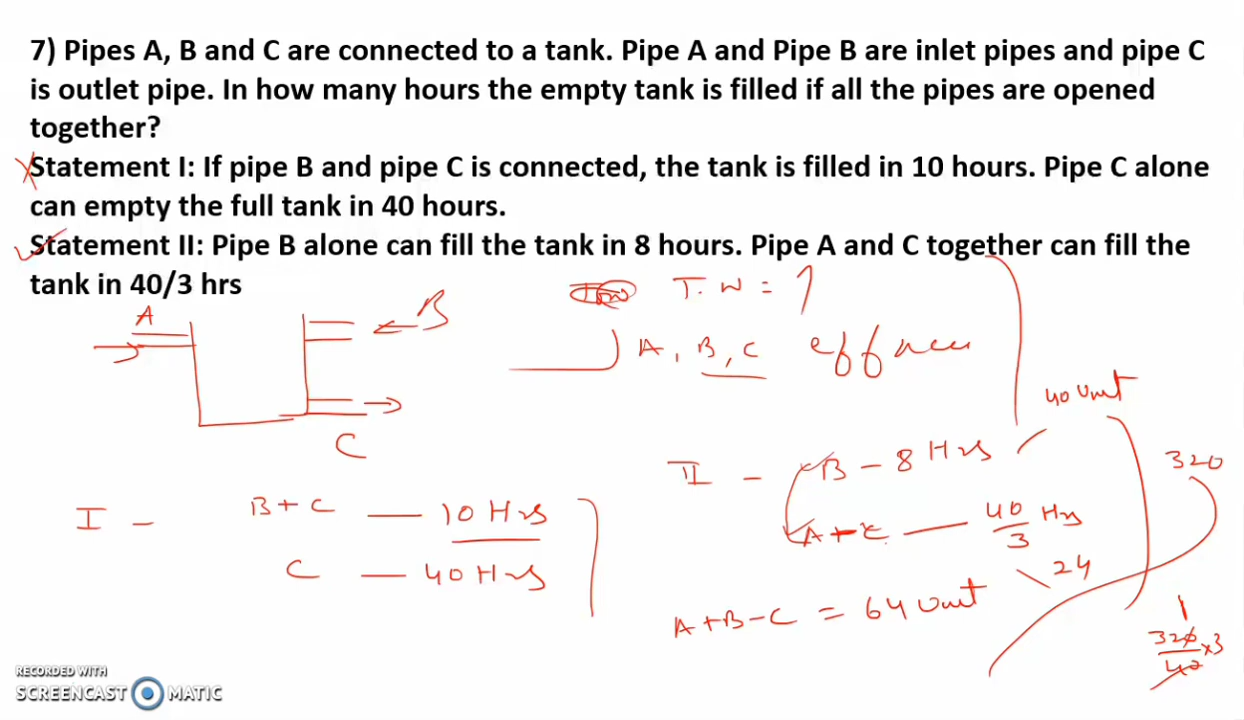 7) Pipes A, B and C are connected to a tank. Pipe A and Pipe B are inlet pipes and pipe C
is outlet pipe. In how many hours the empty tank is filled if all the pipes are opened
together?
Statement I: If pipe B and pipe C is connected, the tank is filled in 10 hours. Pipe C alone
can empty the full tank in 40 hours.
Statement II: Pipe B alone can fill the tank in 8 hours. Pipe A and C together can fill the
tank in 40/3 hrs
A
B
C
T.W = ?
A, B, C
40 Unit
I - B+C — 10 Hrs
C — 40 Hrs
II - B - 8 Hrs
320
A-C — 40/3 Hrs
24
A+B-C = 64 Unit
320/40 x3
RECORDED WITH
SCREENCAST MATIC